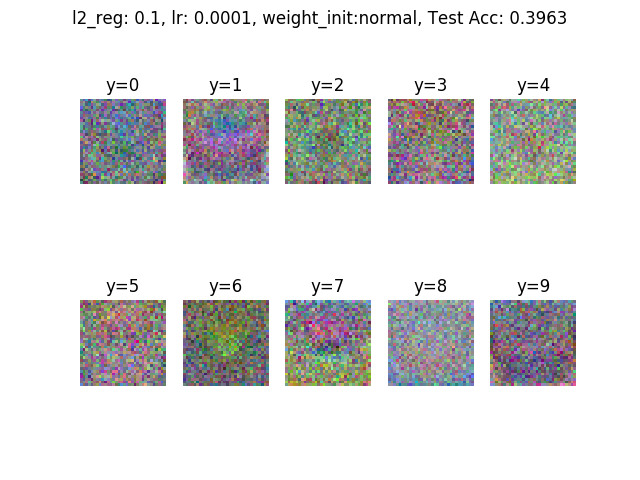 l2_reg: 0.1, lr: 0.0001, weight_init:normal, Test Acc: 0.3963
y=0 y=1 y=2 y=3 y=4
y=5 y=6 y=7 y=8 y=9